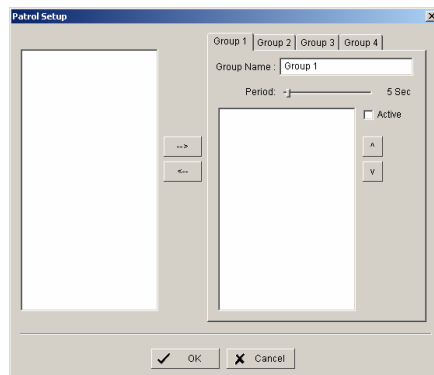 Patrol Setup
Group 1 Group 2 Group 3 Group 4
Group Name : Group 1
Period: 5 Sec
Active
-->
^
<--
v
OK Cancel